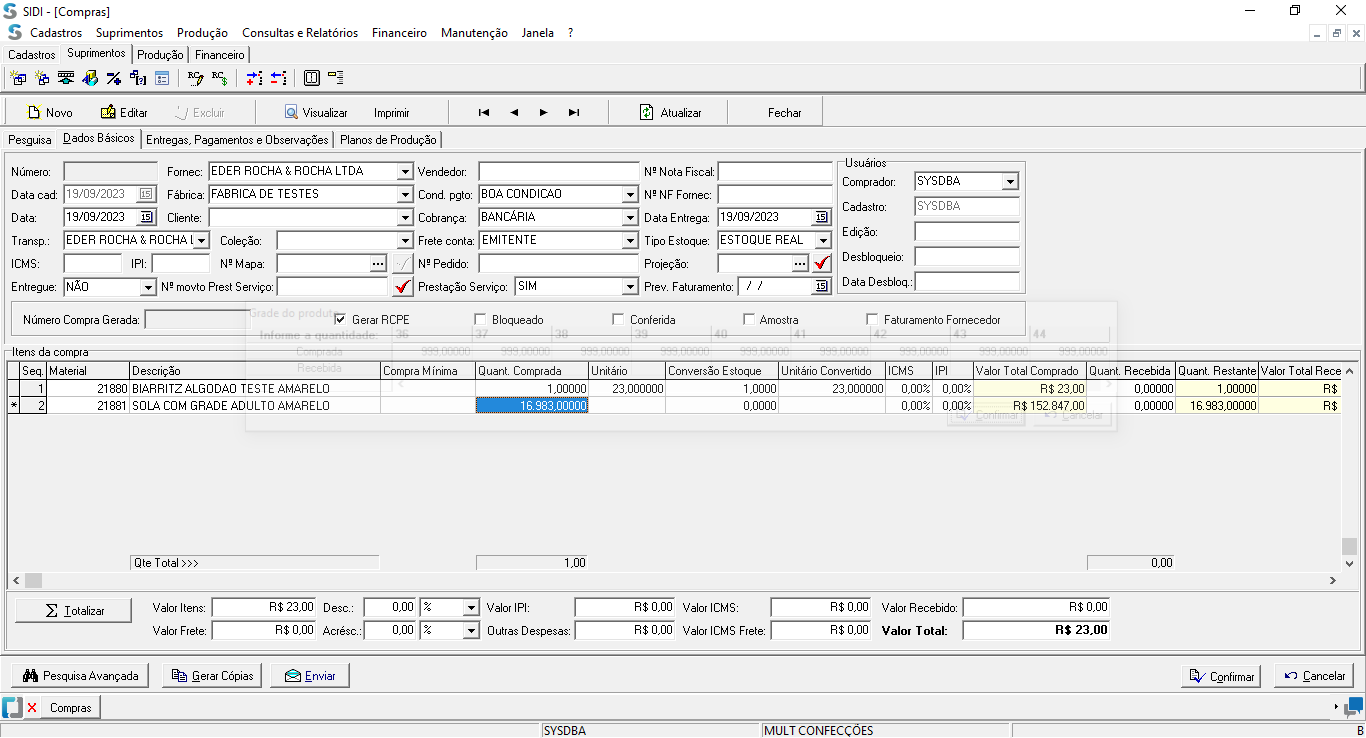 SIDI - [Compras]
Cadastros Suprimentos Produção Consultas e Relatórios Financeiro Manutenção Janela ?
Cadastros Suprimentos Produção Financeiro
Novo Editar Excluir Visualizar Imprimir Atualizar Fechar
Pesquisa Dados Básicos Entregas, Pagamentos e Observações Planos de Produção
Usuários
Número: Fornec: EDER ROCHA & ROCHA LTDA Vendedor: Nº Nota Fiscal: Comprador: SYSDBA
Data cad: 19/09/2023 15 Fábrica: FABRICA DE TESTES Cond. pgto: BOA CONDICAO Nº NF Fornec: Cadastro: SYSDBA
Data: 19/09/2023 15 Cliente: Cobrança: BANCÁRIA Data Entrega: 19/09/2023 15 Edição:
Transp.: EDER ROCHA & ROCHA L Coleção: Frete conta: EMITENTE Tipo Estoque: ESTOQUE REAL Desbloqueio:
ICMS: IPI: Nº Mapa: ... Nº Pedido: Projeção: ... Data Desbloq.:
Entregue: NÃO Nº movto Prest Serviço: Prestação Serviço: SIM Prev. Faturamento: / / 15
Grade do produto
Número Compra Gerada: Gerar RCPE Bloqueado Conferida Amostra Faturamento Fornecedor
Informe a quantidade: 36 37 38 39 40 41 42 43 44
Comprada 999,00000 999,00000 999,00000 999,00000 999,00000 999,00000 999,00000 999,00000 999,00000
Itens da compra
Recebida
Seq. Material Descrição Compra Mínima Quant. Comprada Unitário Conversão Estoque Unitário Convertido ICMS IPI Valor Total Comprado Quant. Recebida Quant. Restante Valor Total Rece
1 21880 BIARRITZ ALGODAO TESTE AMARELO 1,00000 23,000000 1,0000 23,000000 0,00% 0,00% R$ 23,00 0,00000 1,00000 R$
* 2 21881 SOLA COM GRADE ADULTO AMARELO 16.983,00000 0,0000 0,00% 0,00% R$ 152.847,00 0,00000 16.983,00000 R$
Confirmar Cancelar
Qte Total >>> 1,00 0,00
Totalizar Valor Itens: R$ 23,00 Desc.: 0,00 % Valor IPI: R$ 0,00 Valor ICMS: R$ 0,00 Valor Recebido: R$ 0,00
Valor Frete: R$ 0,00 Acrésc.: 0,00 % Outras Despesas: R$ 0,00 Valor ICMS Frete: R$ 0,00 Valor Total: R$ 23,00
Pesquisa Avançada Gerar Cópias Enviar Confirmar Cancelar
Compras
SYSDBA MULT CONFECÇÕES B